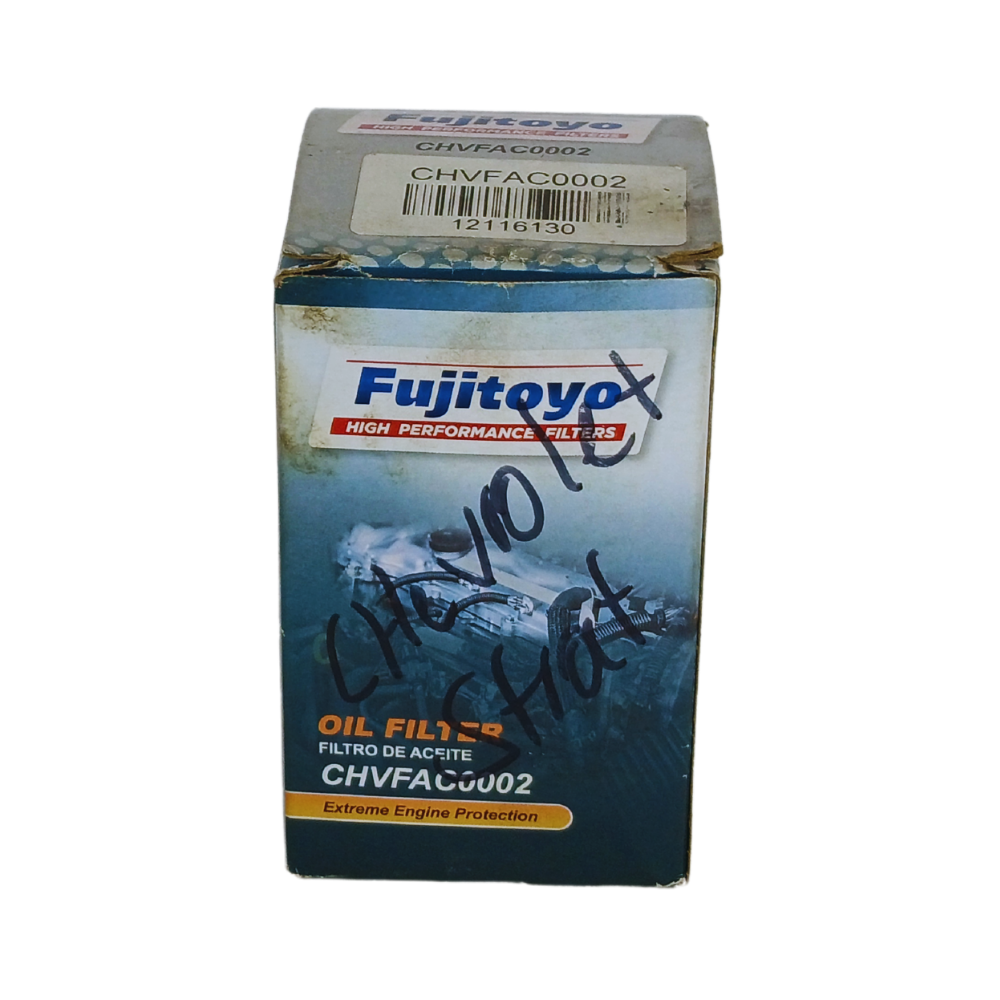 Fujitoyo
HIGH PERFORMANCE FILTERS
CHVFAC0002
CHVFAC0002
12116130
Fujitoyo
HIGH PERFORMANCE FILTERS
CHevrolet
Strat
OIL FILTER
FILTRO DE ACEITE
CHVFAC0002
Extreme Engine Protection